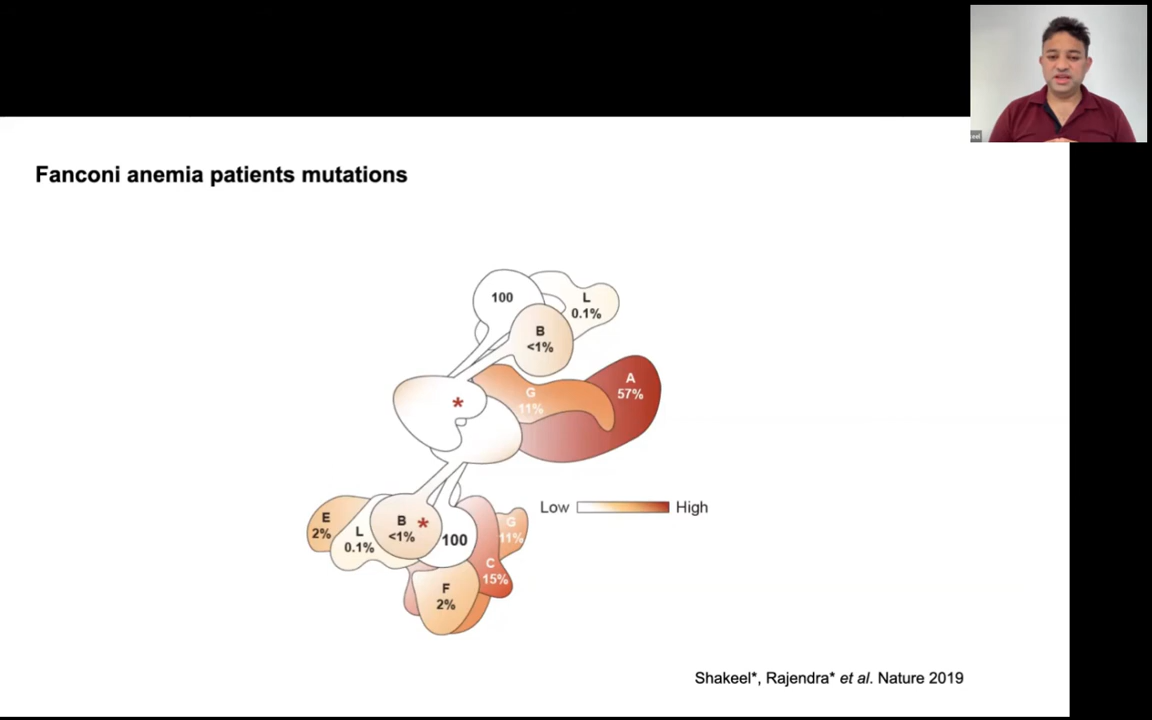 Fanconi anemia patients mutations
100
L
0.1%
B
<1%
A
57%
G
11%
*
Low
High
E
2%
L
0.1%
B
<1%
*
100
G
11%
C
15%
F
2%
Shakeel*, Rajendra* et al. Nature 2019